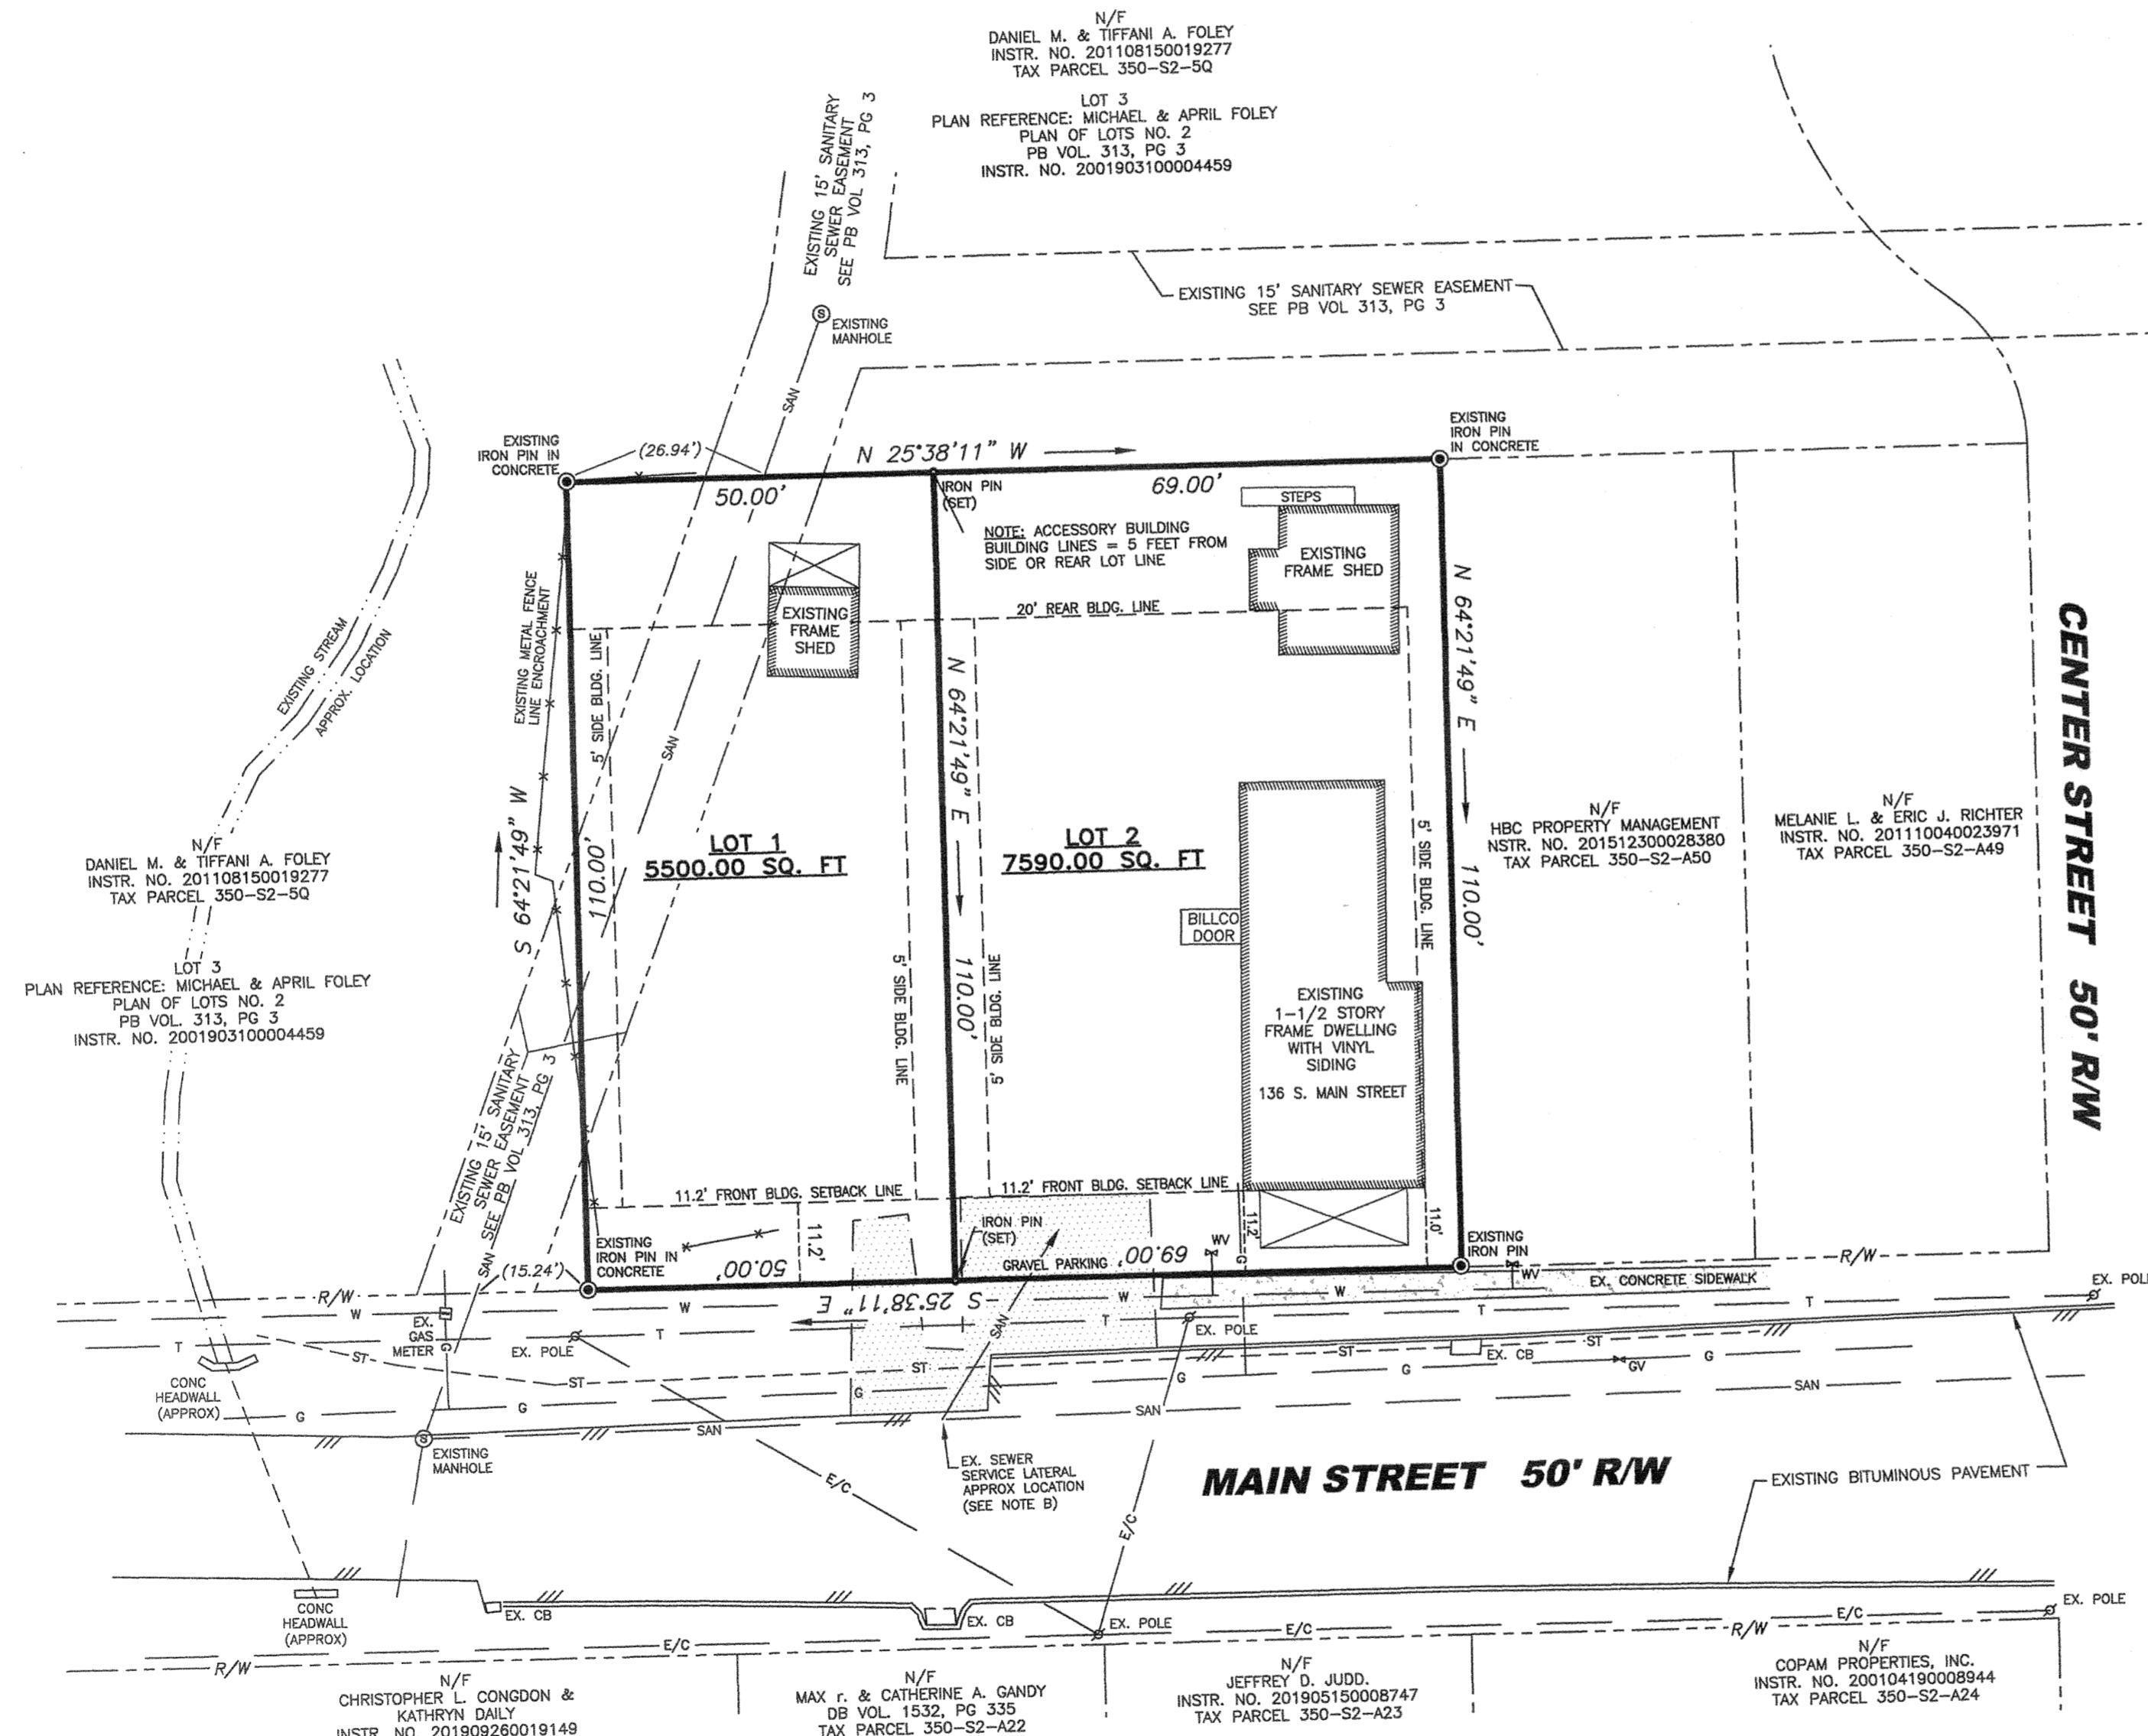 N/F
DANIEL M. & TIFFANI A. FOLEY
INSTR. NO. 201108150019277
TAX PARCEL 350-S2-5Q
LOT 3
PLAN REFERENCE: MICHAEL & APRIL FOLEY
PLAN OF LOTS NO. 2
PB VOL. 313, PG 3
INSTR. NO. 2001903100004459
EXISTING 15' SANITARY
SEWER EASEMENT
SEE PB VOL 313, PG 3
EXISTING 15' SANITARY SEWER EASEMENT
SEE PB VOL 313, PG 3
S
EXISTING
MANHOLE
SAN
EXISTING
IRON PIN IN
CONCRETE
(26.94')
N 25°38'11" W
EXISTING
IRON PIN
IN CONCRETE
50.00'
IRON PIN
(SET)
69.00'
STEPS
NOTE: ACCESSORY BUILDING
BUILDING LINES = 5 FEET FROM
SIDE OR REAR LOT LINE
EXISTING
FRAME SHED
EXISTING
FRAME
SHED
20' REAR BLDG. LINE
EXISTING METAL FENCE
LINE ENCROACHMENT
5' SIDE BLDG. LINE
SAN
EXISTING STREAM
APPROX. LOCATION
N 64°21'49" E
110.00'
N 64°21'49" E
110.00'
S 64°21'49" W
110.00'
LOT 1
5500.00 SQ. FT
LOT 2
7590.00 SQ. FT
5' SIDE BLDG. LINE
5' SIDE BLDG. LINE
5' SIDE BLDG. LINE
BILLCO
DOOR
EXISTING
1-1/2 STORY
FRAME DWELLING
WITH VINYL
SIDING
136 S. MAIN STREET
N/F
HBC PROPERTY MANAGEMENT
NSTR. NO. 201512300028380
TAX PARCEL 350-S2-A50
N/F
MELANIE L. & ERIC J. RICHTER
INSTR. NO. 201110040023971
TAX PARCEL 350-S2-A49
CENTER STREET 50' R/W
N/F
DANIEL M. & TIFFANI A. FOLEY
INSTR. NO. 201108150019277
TAX PARCEL 350-S2-5Q
LOT 3
PLAN REFERENCE: MICHAEL & APRIL FOLEY
PLAN OF LOTS NO. 2
PB VOL. 313, PG 3
INSTR. NO. 2001903100004459
EXISTING 15' SANITARY
SEWER EASEMENT
SEE PB VOL 313, PG 3
SAN
11.2' FRONT BLDG. SETBACK LINE
11.2' FRONT BLDG. SETBACK LINE
11.2'
11.2'
11.0'
EXISTING
IRON PIN IN
CONCRETE
(15.24')
50.00'
IRON PIN
(SET)
GRAVEL PARKING
69.00'
WV
G
EXISTING
IRON PIN
WV
EX. CONCRETE SIDEWALK
R/W
EX. POLE
S 25°38'11" E
R/W
W
W
W
W
T
T
T
T
T
EX.
GAS
METER
G
EX. POLE
EX. POLE
SAN
ST
ST
ST
ST
ST
EX. CB
GV
G
G
G
G
G
G
SAN
SAN
SAN
CONC
HEADWALL
(APPROX)
S
EXISTING
MANHOLE
EX. SEWER
SERVICE LATERAL
APPROX LOCATION
(SEE NOTE B)
E/C
E/C
MAIN STREET 50' R/W
EXISTING BITUMINOUS PAVEMENT
CONC
HEADWALL
(APPROX)
EX. CB
EX. CB
EX. POLE
EX. POLE
E/C
E/C
E/C
R/W
R/W
N/F
CHRISTOPHER L. CONGDON &
KATHRYN DAILY
INSTR. NO. 201909260019149
N/F
MAX r. & CATHERINE A. GANDY
DB VOL. 1532, PG 335
TAX PARCEL 350-S2-A22
N/F
JEFFREY D. JUDD.
INSTR. NO. 201905150008747
TAX PARCEL 350-S2-A23
N/F
COPAM PROPERTIES, INC.
INSTR. NO. 200104190008944
TAX PARCEL 350-S2-A24